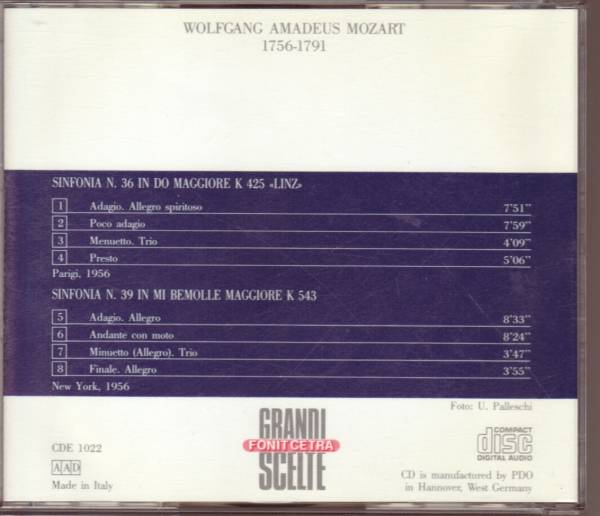 WOLFGANG AMADEUS MOZART
1756-1791
SINFONIA N. 36 IN DO MAGGIORE K 425 «LINZ»
1 Adagio. Allegro spiritoso 7'51''
2 Poco adagio 7'59''
3 Menuetto. Trio 4'09''
4 Presto 5'06''
Parigi, 1956
SINFONIA N. 39 IN MI BEMOLLE MAGGIORE K 543
5 Adagio. Allegro 8'33''
6 Andante con moto 8'24''
7 Minuetto (Allegro). Trio 3'47''
8 Finale. Allegro 3'55''
New York, 1956
Foto: U. Palleschi
CDE 1022
AAD
Made in Italy
GRANDI
FONIT CETRA
SCELTE
COMPACT
disc
DIGITAL AUDIO
CD is manufactured by PDO
in Hannover, West Germany